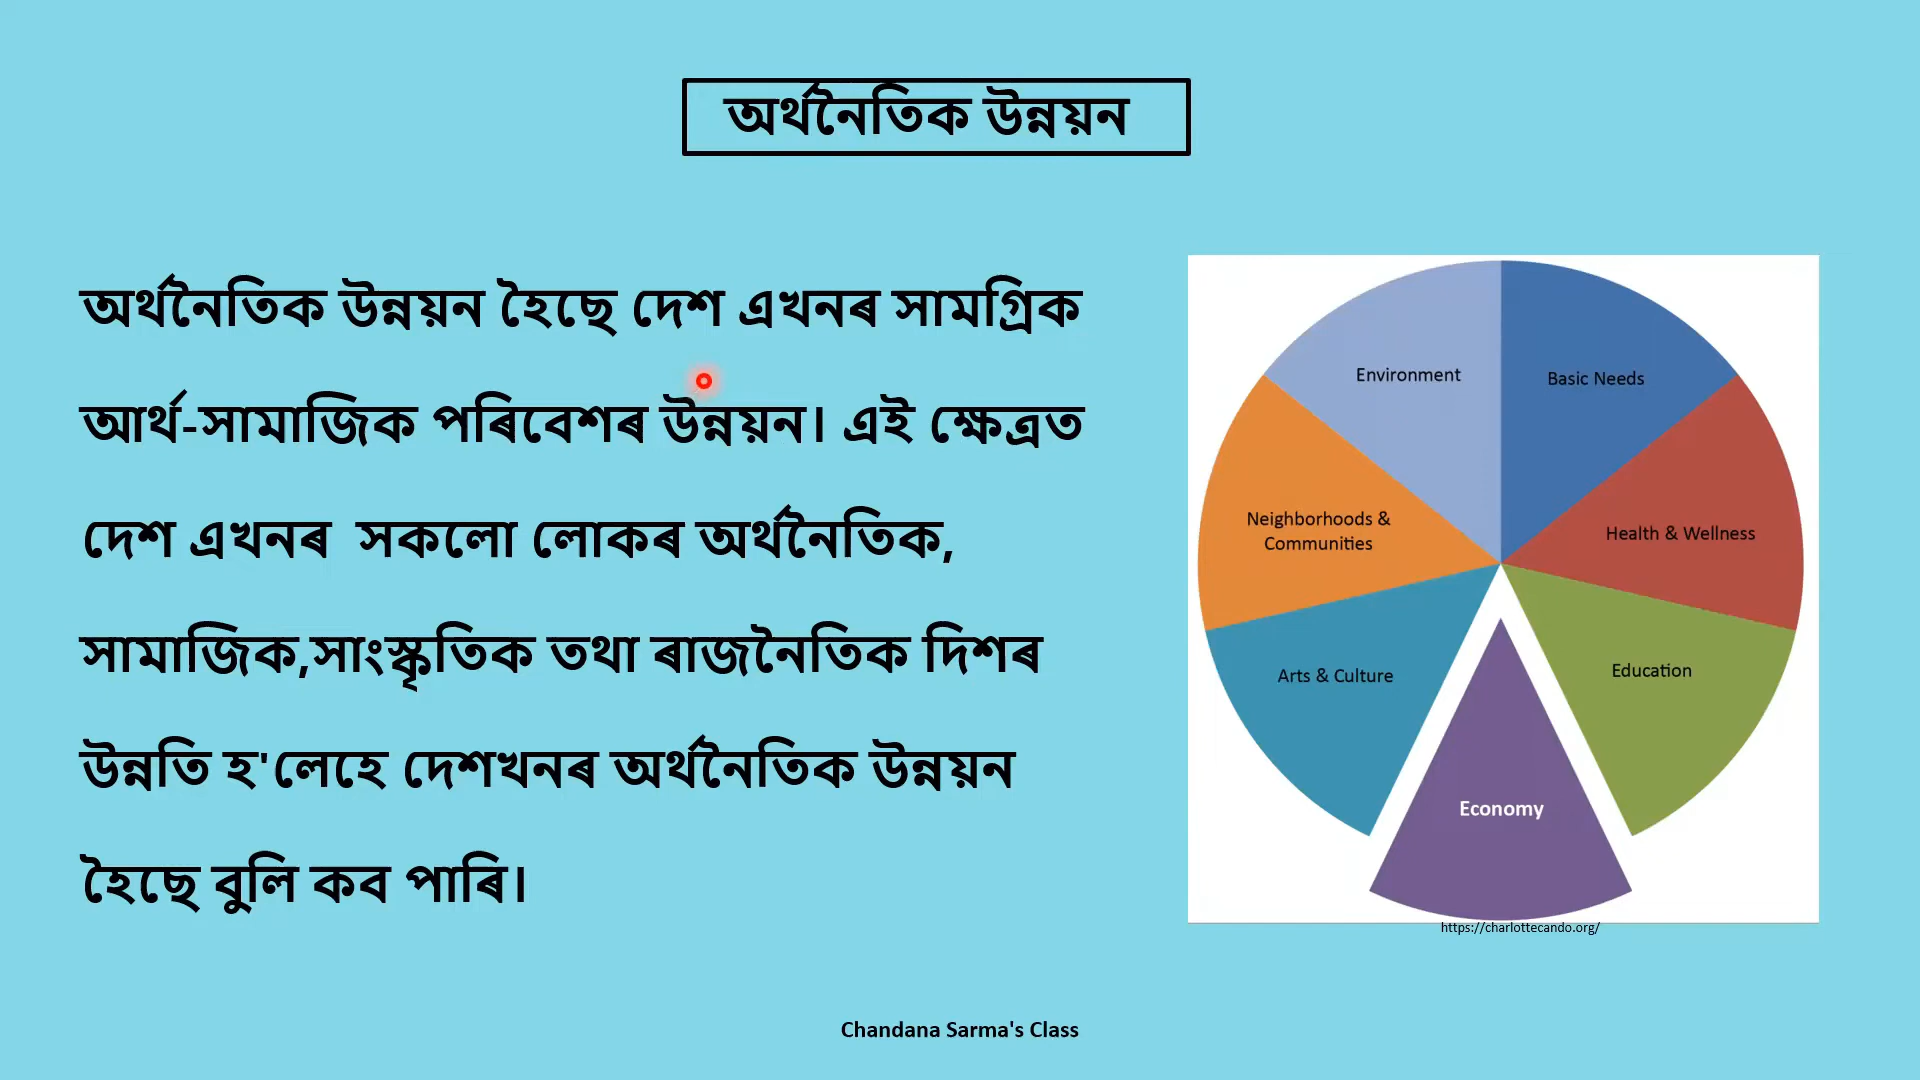 অৰ্থনৈতিক উন্নয়ন
অৰ্থনৈতিক উন্নয়ন হৈছে দেশ এখনৰ সামগ্ৰিক
আৰ্থ-সামাজিক পৰিবেশৰ উন্নয়ন। এই ক্ষেত্ৰত
দেশ এখনৰ সকলো লোকৰ অৰ্থনৈতিক,
সামাজিক,সাংস্কৃতিক তথা ৰাজনৈতিক দিশৰ
উন্নতি হ'লেহে দেশখনৰ অৰ্থনৈতিক উন্নয়ন
হৈছে বুলি কব পাৰি।
Environment
Basic Needs
Neighborhoods &
Communities
Health & Wellness
Arts & Culture
Education
Economy
https://charlottecando.org/
Chandana Sarma's Class